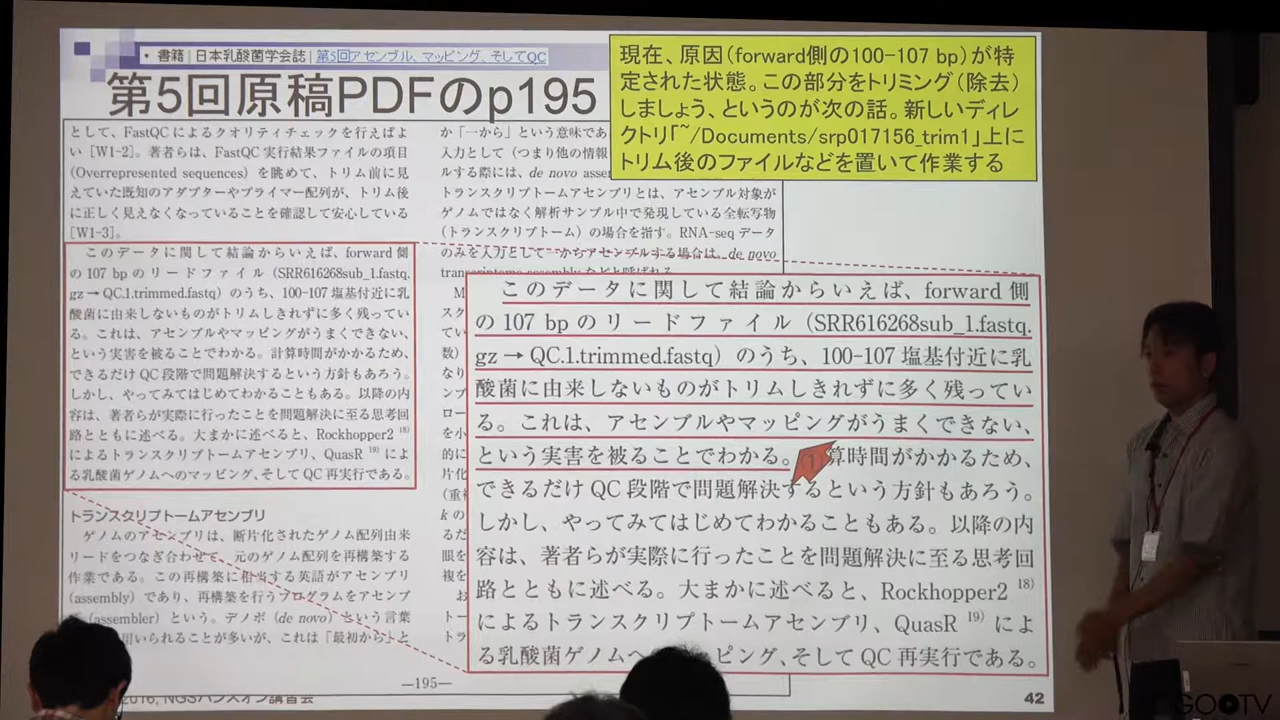 ・ 書籍 | 日本乳酸菌学会誌 | 第5回アセンブル、マッピング、そしてQC
第5回原稿PDFのp195
現在、原因（forward側の100-107 bp）が特
定された状態。この部分をトリミング（除去）
しましょう、というのが次の話。新しいディレ
クトリ「~/Documents/srp017156_trim1」上に
トリム後のファイルなどを置いて作業する
として、FastQCによるクオリティチェックを行えばよ
い [W1-2]。著者らは、FastQC 実行結果ファイルの項目
(Overrepresented sequences) を眺めて、トリム前に見
えていた既知のアダプターやプライマー配列が、トリム後
に正しく見えなくなっていることを確認して安心している
[W1-3]。
このデータに関して結論からいえば、forward 側
の 107 bp のリードファイル（SRR616268sub_1.fastq.
gz → QC.1.trimmed.fastq）のうち、100-107 塩基付近に乳
酸菌に由来しないものがトリムしきれずに多く残ってい
る。これは、アセンブルやマッピングがうまくできない、
という実害を被ることでわかる。計算時間がかかるため、
できるだけ QC 段階で問題解決するという方針もあろう。
しかし、やってみてはじめてわかることもある。以降の内
容は、著者らが実際に行ったことを問題解決に至る思考回
路とともに述べる。大まかに述べると、Rockhopper2 18)
によるトランスクリプトームアセンブリ、QuasR 19) によ
る乳酸菌ゲノムへのマッピング、そして QC 再実行である。
トランスクリプトームアセンブリ
ゲノムのアセンブリは、断片化されたゲノム配列由来
リードをつなぎ合わせて、元のゲノム配列を再構築する
作業である。この再構築に相当する英語がアセンブリ
(assembly) であり、再構築を行うプログラムをアセンブ
(assembler) という。デノボ (de novo) という言葉
用いられることが多いが、これは「最初から」と
か「一から」という意味であ
入力として（つまり他の情報
ルする際には、de novo asse
トランスクリプトームアセンブリとは、アセンブル対象が
ゲノムではなく解析サンプル中で発現している全転写物
（トランスクリプトーム）の場合を指す。RNA-seq データ
のみを入力として一からアセンブルする場合は、de novo
transcriptome assembly などと呼ばれる
このデータに関して結論からいえば、forward 側
の 107 bp のリードファイル（SRR616268sub_1.fastq.
gz → QC.1.trimmed.fastq）のうち、100-107 塩基付近に乳
酸菌に由来しないものがトリムしきれずに多く残ってい
る。これは、アセンブルやマッピングがうまくできない、
という実害を被ることでわかる。① 算時間がかかるため、
できるだけ QC 段階で問題解決するという方針もあろう。
しかし、やってみてはじめてわかることもある。以降の内
容は、著者らが実際に行ったことを問題解決に至る思考回
路とともに述べる。大まかに述べると、Rockhopper2 18)
によるトランスクリプトームアセンブリ、QuasR 19) によ
る乳酸菌ゲノムへ ッピング、そして QC 再実行である。
—195—
2016, NGSハンズオン講習会
42
GOOTV